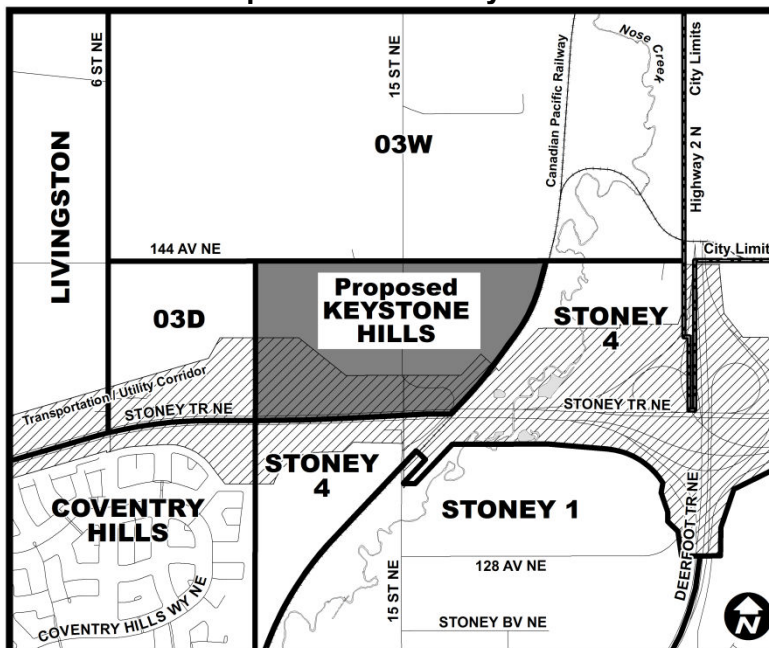 6 ST NE
15 ST NE
Canadian Pacific Railway
Nose Creek
City Limits
Highway 2 N
03W
LIVINGSTON
144 AV NE
City Limit
Proposed
KEYSTONE
HILLS
03D
STONEY
4
Transportation / Utility Corridor
STONEY TR NE
STONEY TR NE
STONEY
4
COVENTRY
HILLS
STONEY 1
128 AV NE
15 ST NE
DEERFOOT TR NE
COVENTRY HILLS WY NE
STONEY BV NE
N